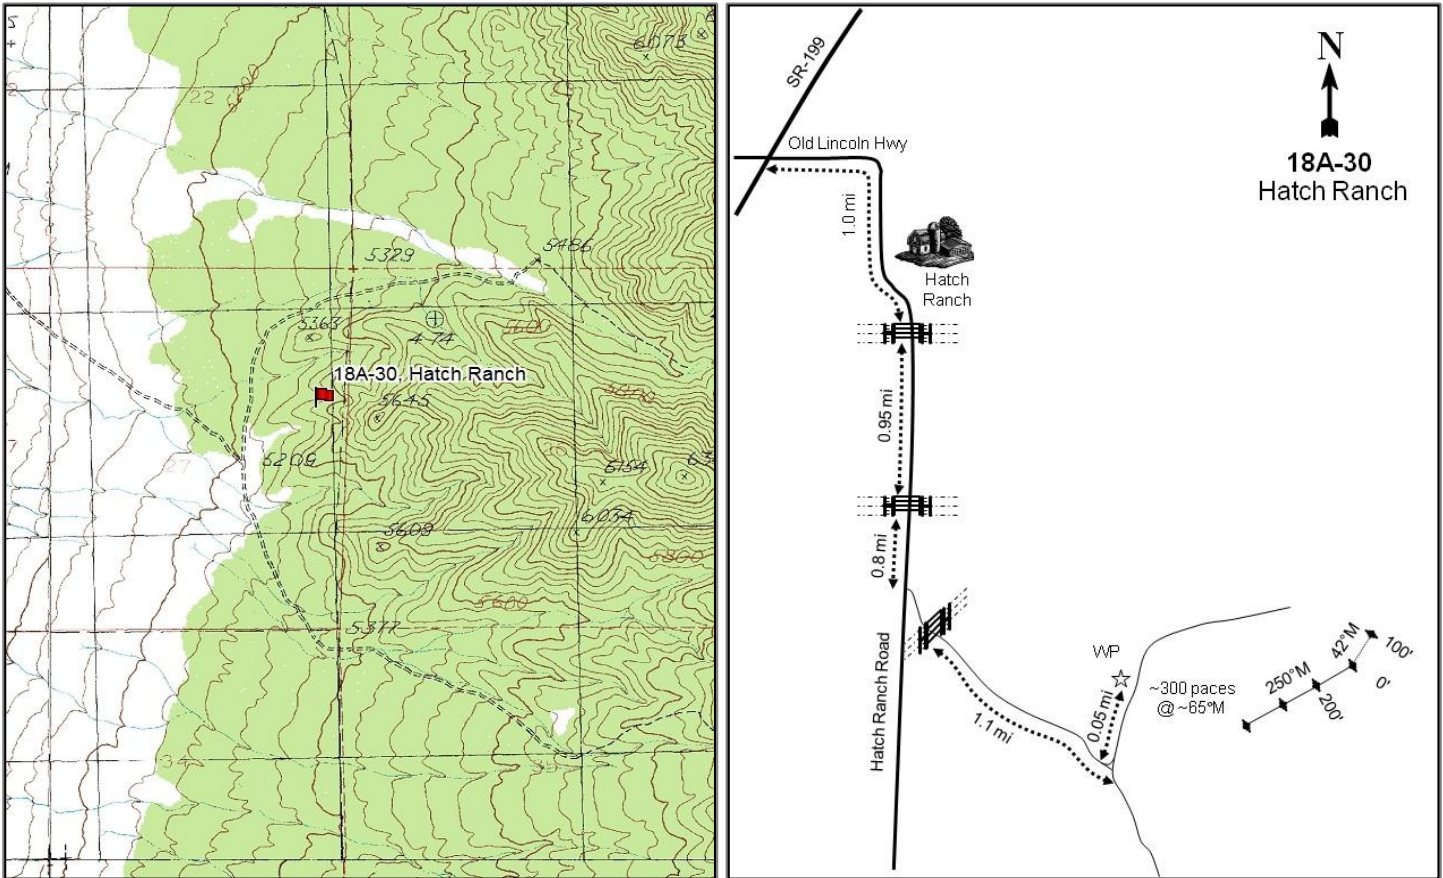 6073
22
5486
5329
5363
474
5600
18A-30, Hatch Ranch
5645
27
5209
6154
6034
5609
5800
5600
5377
34
35
SR-199
Old Lincoln Hwy
1.0 mi
Hatch
Ranch
0.95 mi
0.8 mi
Hatch Ranch Road
1.1 mi
WP
0.05 mi
~300 paces
@ ~65°M
250°M
42°M
100'
0'
200'
N
18A-30
Hatch Ranch